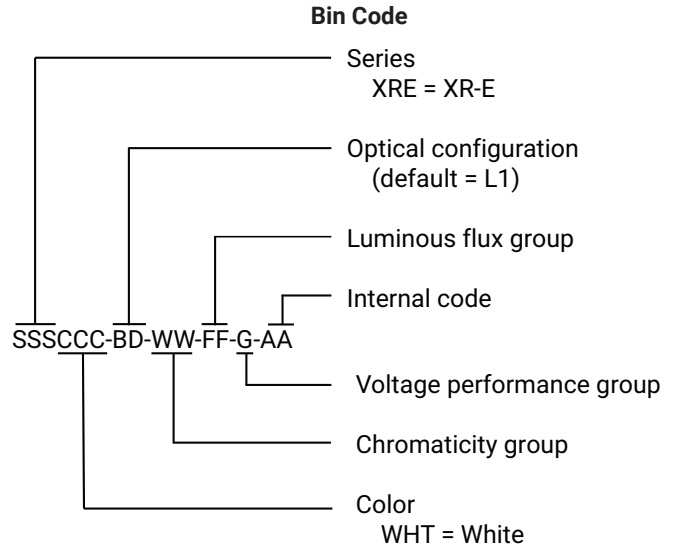 Bin Code
Series
XRE = XR-E
Optical configuration
(default = L1)
Luminous flux group
Internal code
SSSCCC-BD-WW-FF-G-AA
Voltage performance group
Chromaticity group
Color
WHT = White